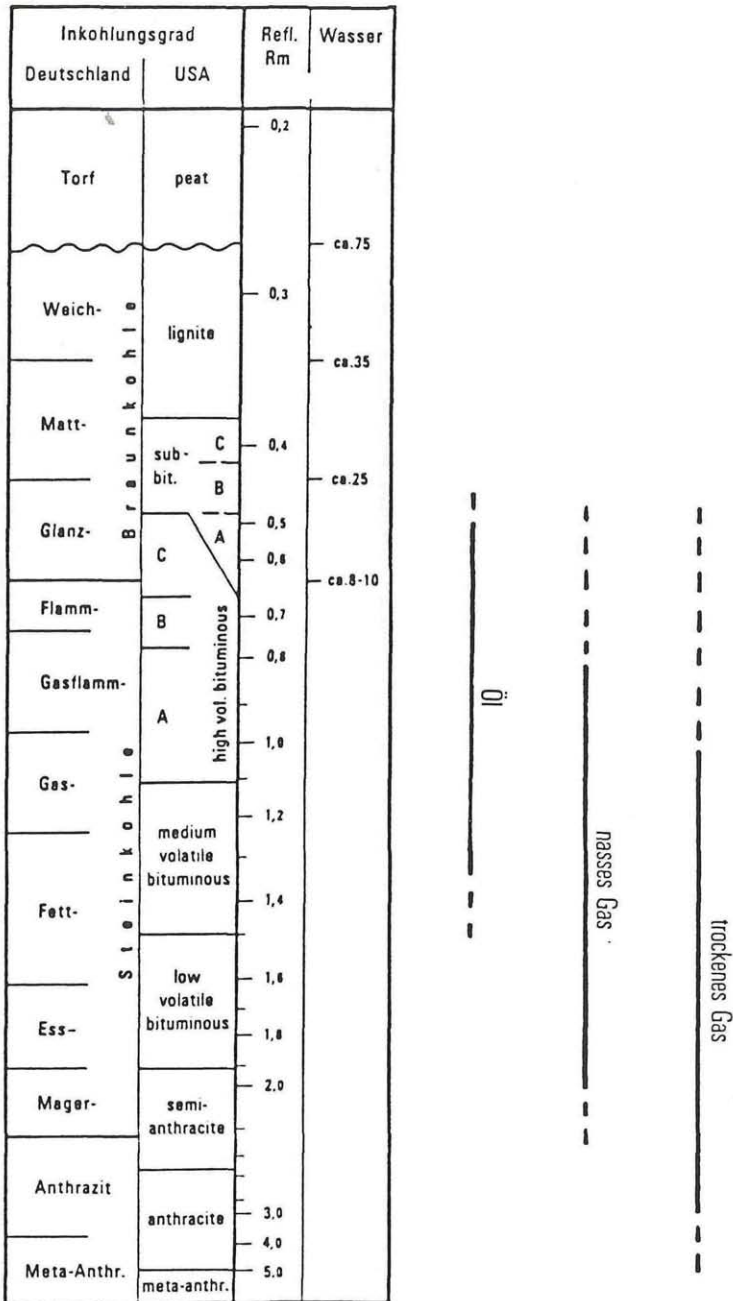 Inkohlungsgrad
Refl.
Rm
Wasser
Deutschland
USA
0,2
Torf
peat
ca.75
Weich-
0,3
lignite
ca.35
Braunkohle
Matt-
sub-
bit.
C
0,4
B
ca.25
Glanz-
A
0,5
C
0,6
ca.8-10
Flamm-
B
0,7
0,8
high vol. bituminous
Gasflamm-
A
1,0
Öl
Gas-
Steinkohle
medium
volatile
bituminous
1,2
nasses Gas
Fett-
1,4
trockenes Gas
low
volatile
bituminous
1,6
Ess-
1,8
Mager-
semi-
anthracite
2,0
Anthrazit
anthracite
3,0
4,0
Meta-Anthr.
5,0
meta-anthr.